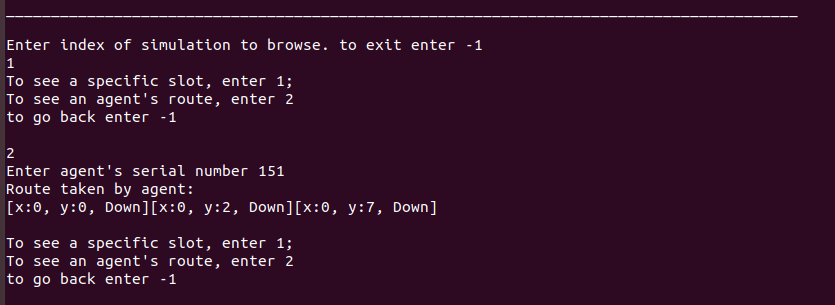 Enter index of simulation to browse. to exit enter -1
1
To see a specific slot, enter 1;
To see an agent's route, enter 2
to go back enter -1
2
Enter agent's serial number 151
Route taken by agent:
[x:0, y:0, Down][x:0, y:2, Down][x:0, y:7, Down]
To see a specific slot, enter 1;
To see an agent's route, enter 2
to go back enter -1